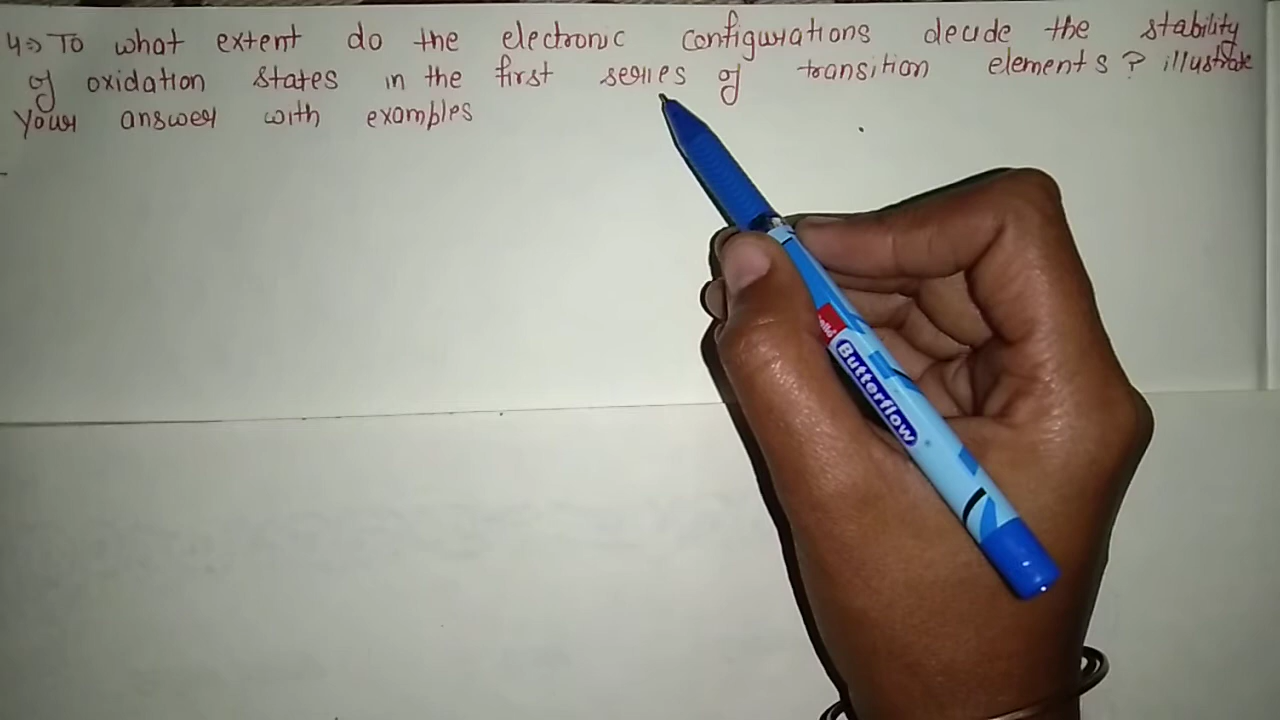 4⇒ To what extent do the electronic configurations decide the stability
of oxidation states in the first series of transition elements? illustrate
your answer with examples
cello
Butterflow